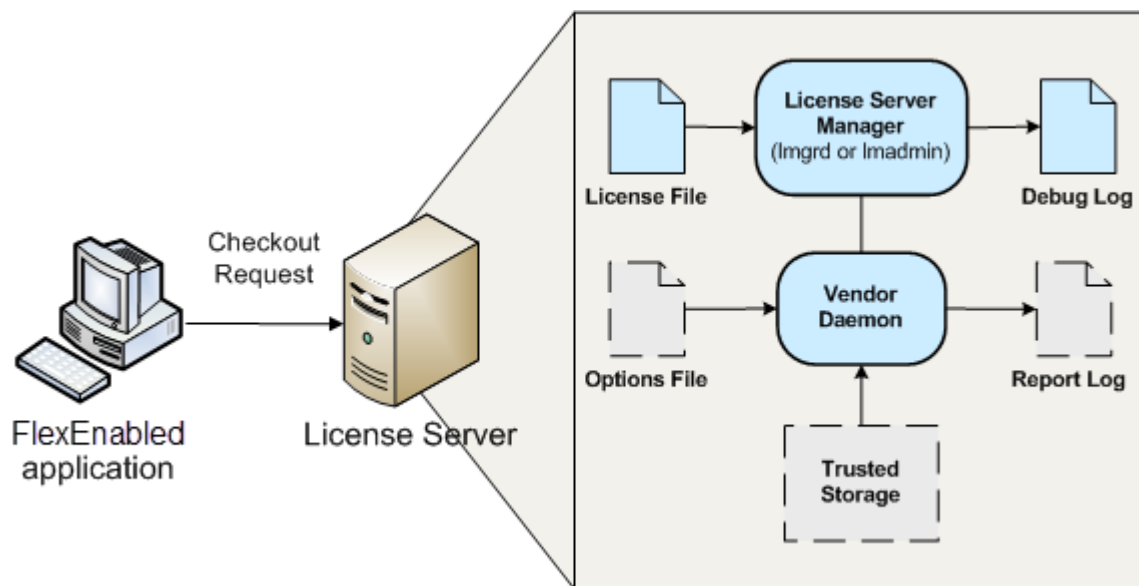 Checkout
Request
FlexEnabled
application
License Server
License File
License Server
Manager
(lmgrd or lmadmin)
Debug Log
Options File
Vendor
Daemon
Report Log
Trusted
Storage